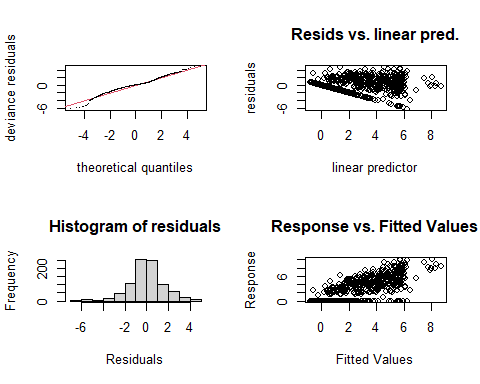 deviance residuals
0
-6
-4 -2 0 2 4
theoretical quantiles
Resids vs. linear pred.
residuals
0
-6
0 2 4 6 8
linear predictor
Histogram of residuals
Frequency
200
0
-6 -2 0 2 4
Residuals
Response vs. Fitted Values
Response
6
0
0 2 4 6 8
Fitted Values